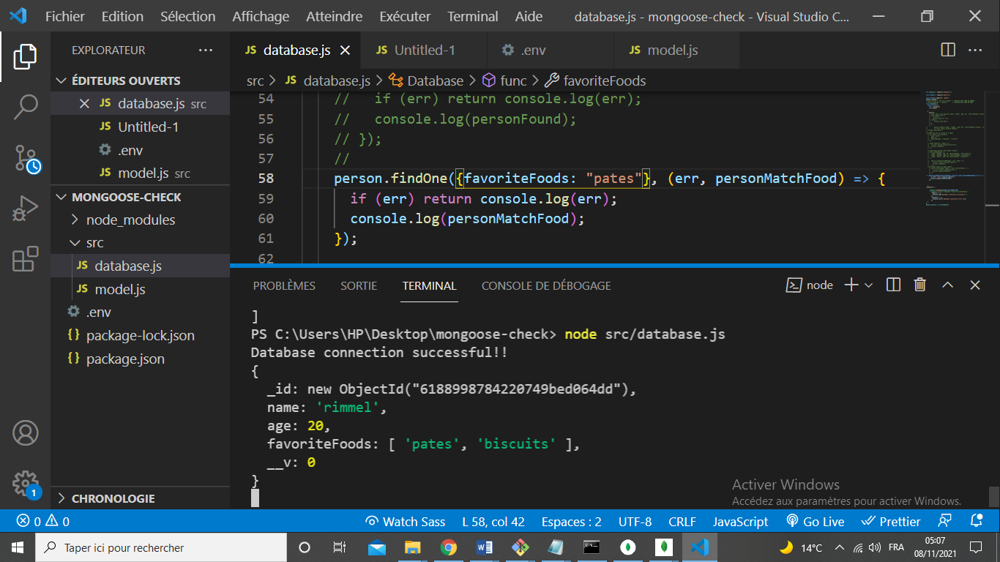 Fichier Edition Sélection Affichage Atteindre Exécuter Terminal Aide database.js - mongoose-check - Visual Studio C...
EXPLORATEUR ...
ÉDITEURS OUVERTS
JS database.js src
JS Untitled-1
.env
JS model.js src
MONGOOSE-CHECK
node_modules
src
JS database.js
JS model.js
.env
{} package-lock.json
{} package.json
CHRONOLOGIE
1
JS database.js JS Untitled-1 .env JS model.js ...
src > JS database.js > Database > func > favoriteFoods
54 // if (err) return console.log(err);
55 // console.log(personFound);
56 // });
57 //
58 person.findOne({favoriteFoods: "pates"}, (err, personMatchFood) => {
59 if (err) return console.log(err);
60 console.log(personMatchFood);
61 });
62
PROBLÈMES SORTIE TERMINAL CONSOLE DE DÉBOGAGE node
]
PS C:\Users\HP\Desktop\mongoose-check> node src/database.js
Database connection successful!!
{
_id: new ObjectId("6188998784220749bed064dd"),
name: 'rimmel',
age: 20,
favoriteFoods: [ 'pates', 'biscuits' ],
__v: 0
}
Activer Windows
Accédez aux paramètres pour activer Windows.
0 0 Watch Sass L 58, col 42 Espaces : 2 UTF-8 CRLF JavaScript Go Live Prettier
Taper ici pour rechercher 14°C FRA 05:07
08/11/2021